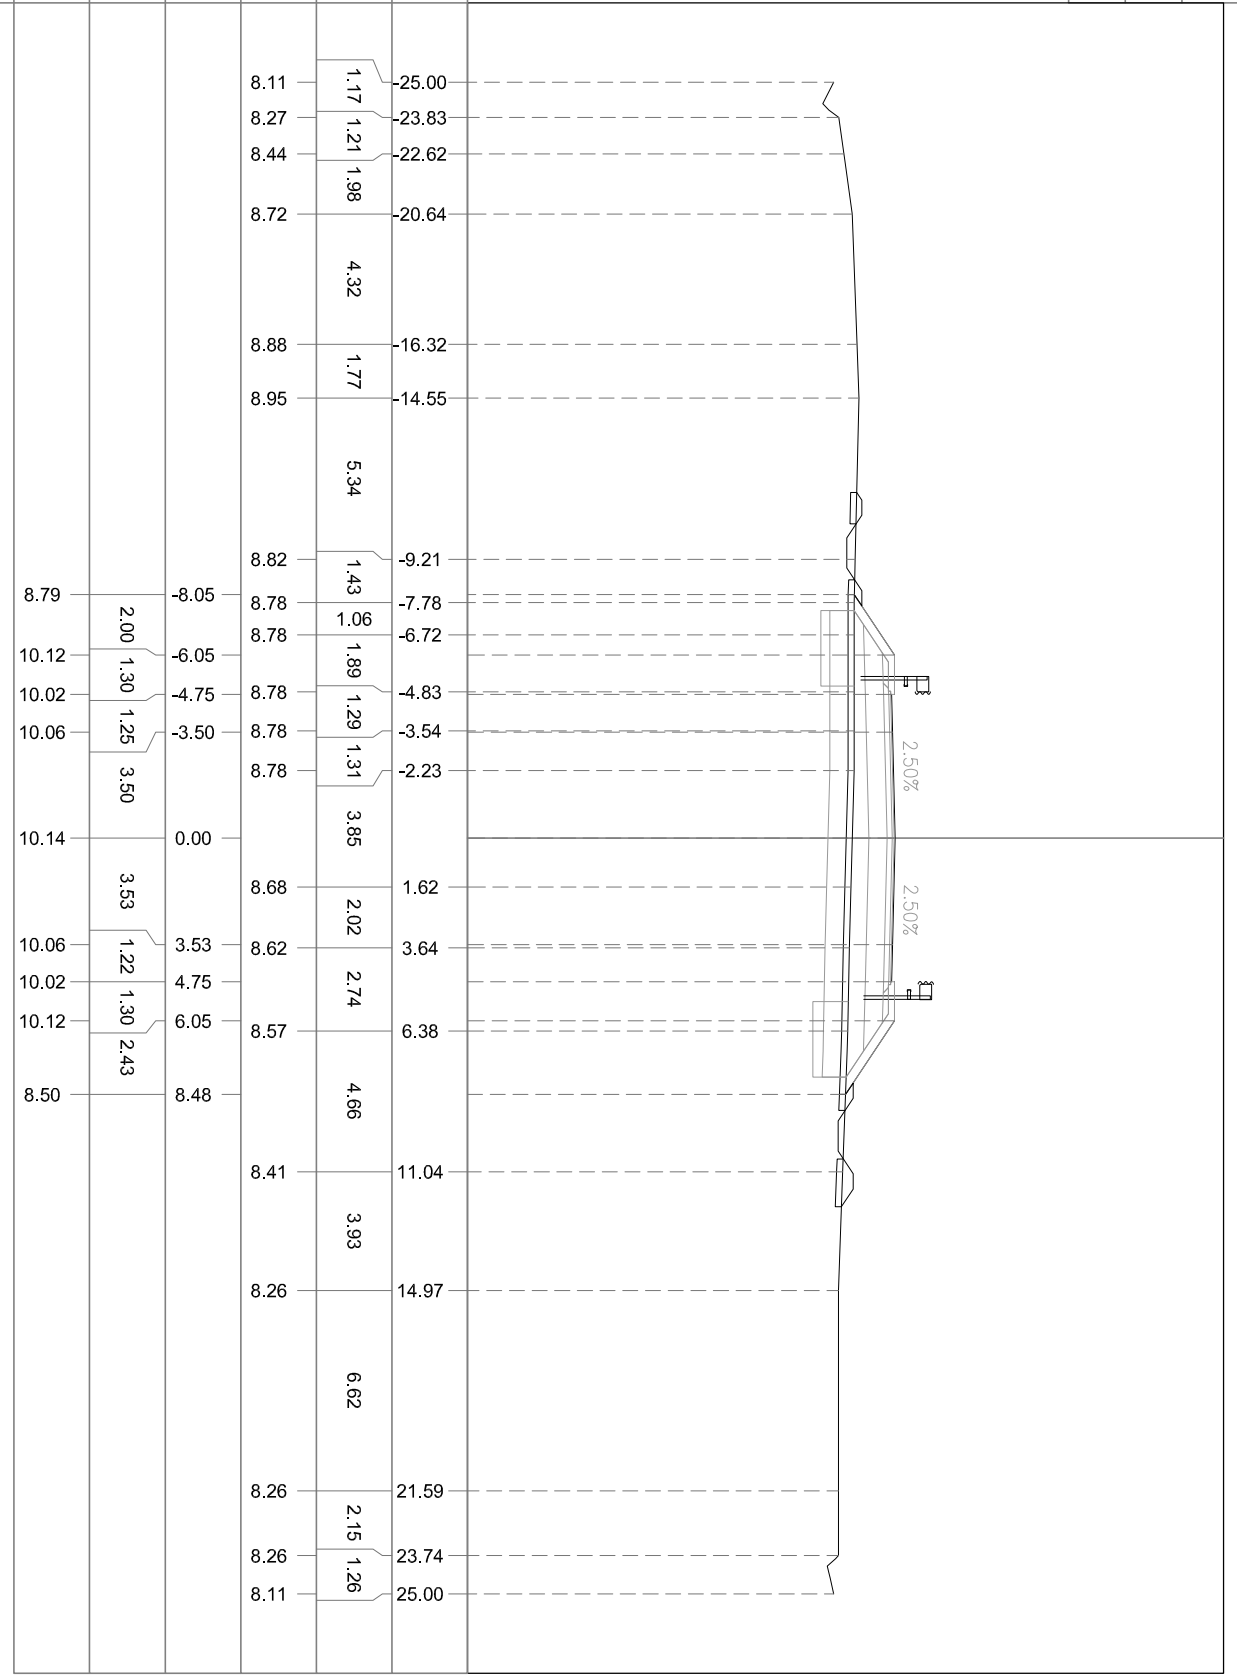 8.11 1.17 -25.00
8.27 1.21 -23.83
8.44 1.98 -22.62
8.72 4.32 -20.64
8.88 1.77 -16.32
8.95 5.34 -14.55
8.82 1.43 -9.21
8.79 2.00 -8.05
8.78 1.06 -7.78
8.78 1.89 -6.72
10.12 1.30 -6.05
8.78 1.29 -4.83
10.02 1.25 -4.75
8.78 1.31 -3.54
10.06 3.50 -3.50
2.50%
8.78 3.85 -2.23
10.14 3.53 0.00
8.68 2.02 1.62
2.50%
10.06 1.22 3.53
8.62 2.74 3.64
10.02 1.30 4.75
10.12 2.43 6.05
8.57 4.66 6.38
8.50 8.48
8.41 3.93 11.04
8.26 6.62 14.97
8.26 2.15 21.59
8.26 1.26 23.74
8.11 25.00